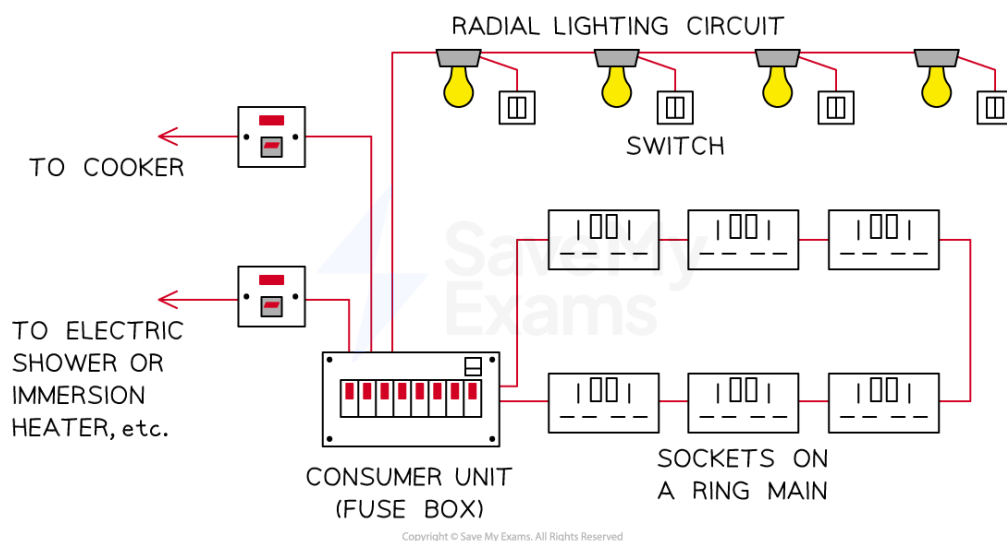 RADIAL LIGHTING CIRCUIT
SWITCH
TO COOKER
Save My
Exams
TO ELECTRIC
SHOWER OR
IMMERSION
HEATER, etc.
CONSUMER UNIT
(FUSE BOX)
SOCKETS ON
A RING MAIN
Copyright © Save My Exams. All Rights Reserved